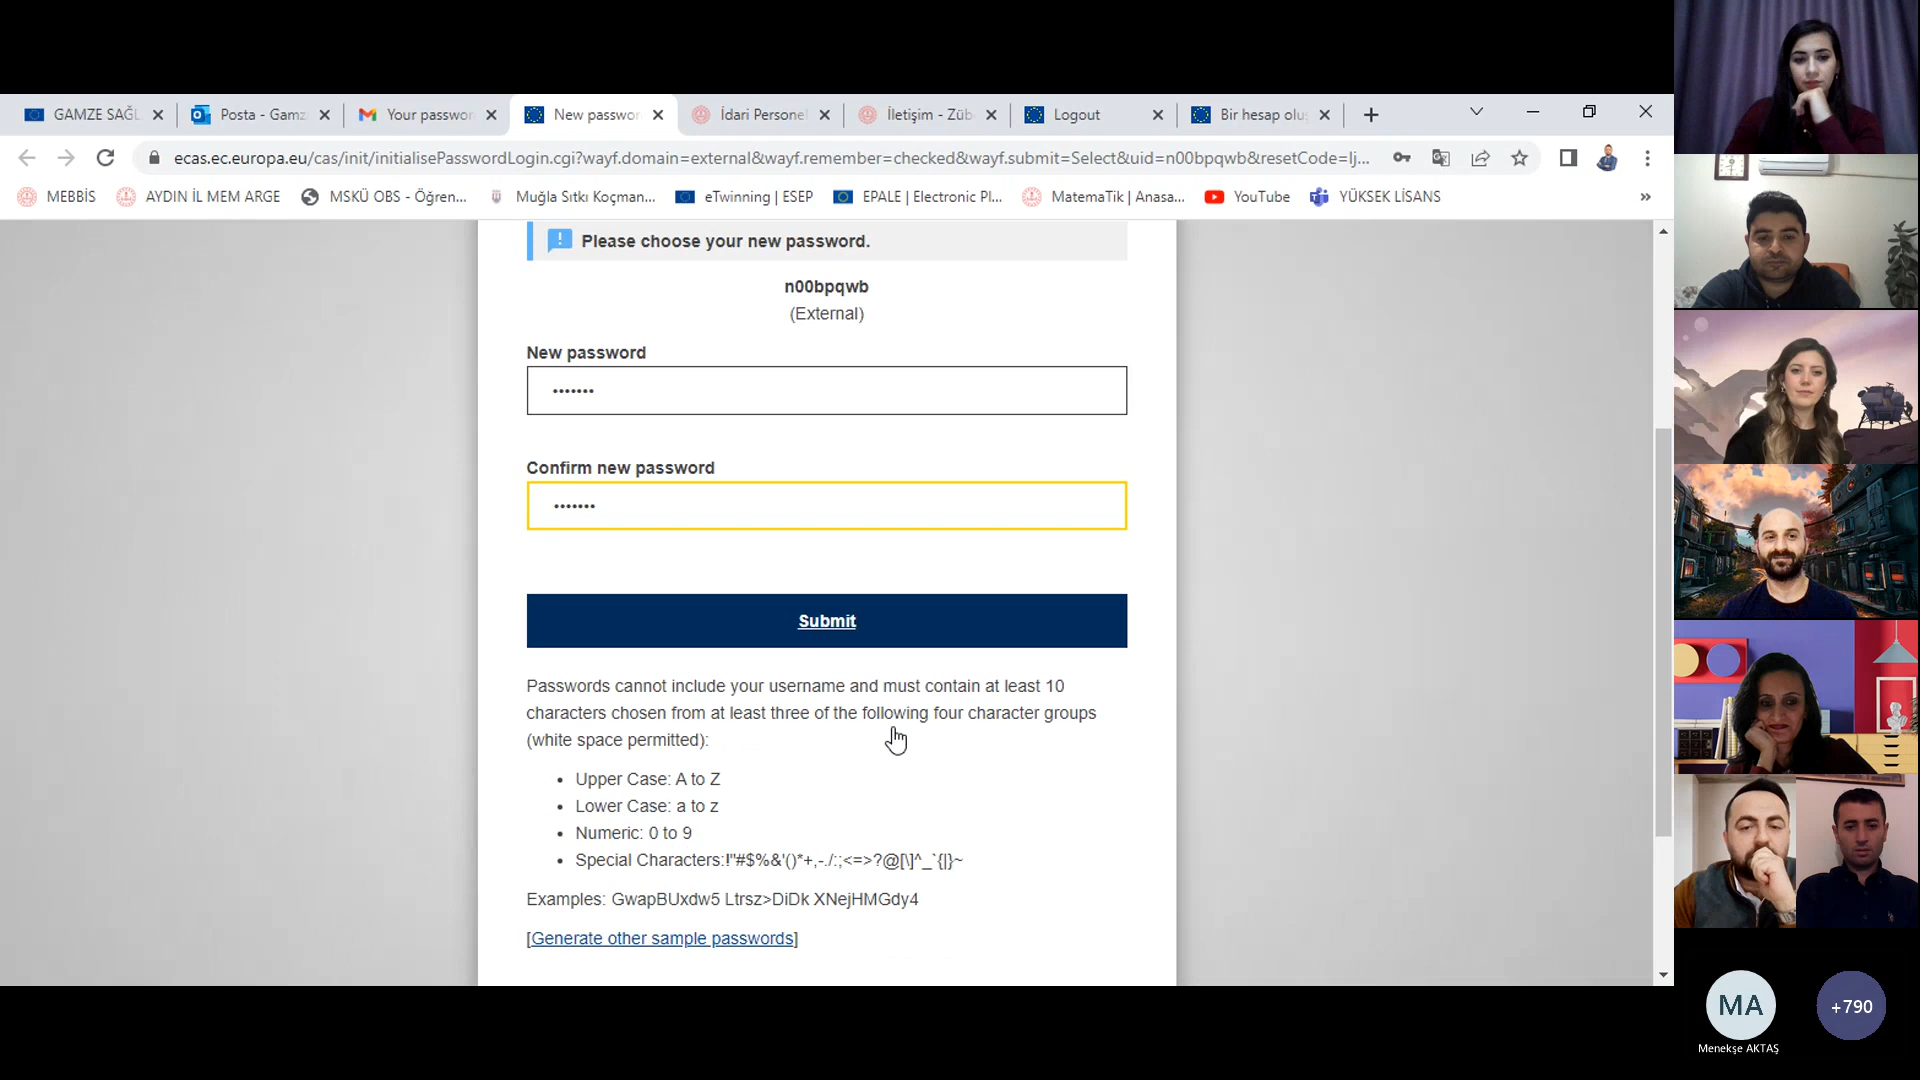 GAMZE SAĞL
Posta - Gamz
Your passwor
New passwor
İdari Personel
İletişim - Züb
Logout
Bir hesap oluş
ecas.ec.europa.eu/cas/init/initialisePasswordLogin.cgi?wayf.domain=external&wayf.remember=checked&wayf.submit=Select&uid=n00bpqwb&resetCode=Ij...
MEBBİS
AYDIN İL MEM ARGE
MSKÜ OBS - Öğren...
Muğla Sıtkı Koçman...
eTwinning | ESEP
EPALE | Electronic Pl...
MatemaTik | Anasa...
YouTube
YÜKSEK LİSANS
»
Please choose your new password.
n00bpqwb
(External)
New password
•••••••
Confirm new password
•••••••
Submit
Passwords cannot include your username and must contain at least 10
characters chosen from at least three of the following four character groups
(white space permitted):
• Upper Case: A to Z
• Lower Case: a to z
• Numeric: 0 to 9
• Special Characters:!"#$%&'()*+,-./:;<=>?@[\]^_`{|}~
Examples: GwapBUxdw5 Ltrsz>DiDk XNejHMGdy4
[Generate other sample passwords]
MA
+790
Menekşe AKTAŞ